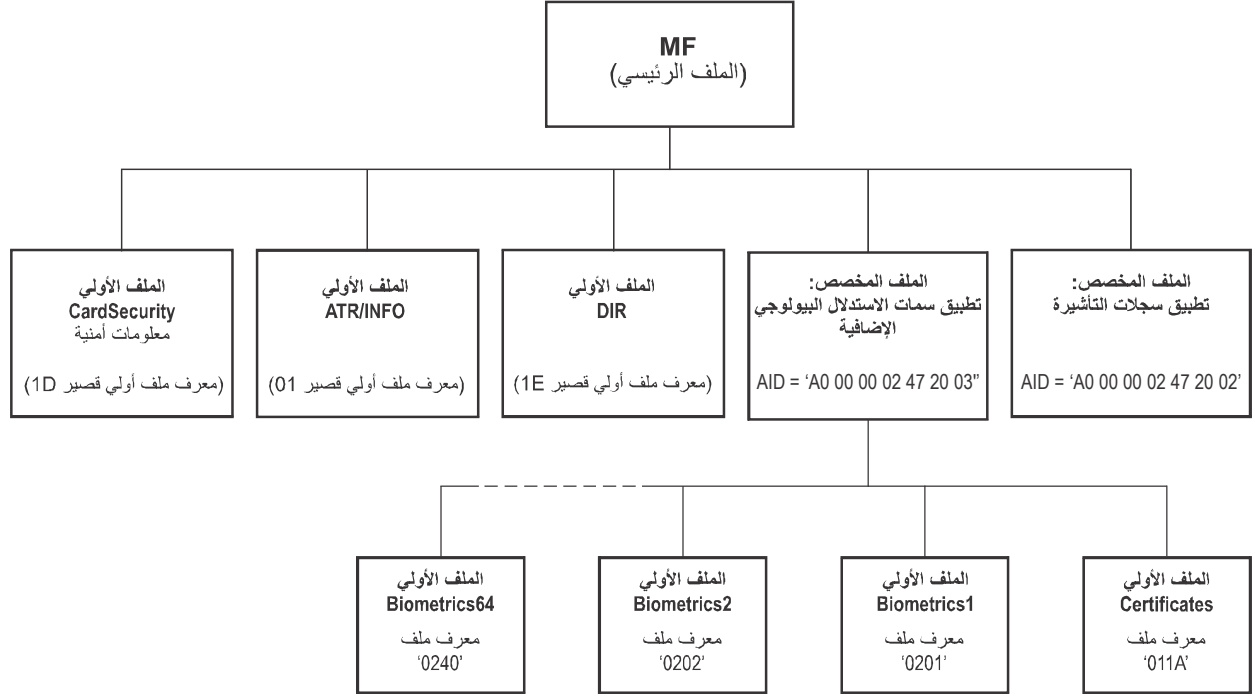 MF
(الملف الرئيسي)
الملف المخصص:
تطبيق سجلات التأشيرة
AID = ‘A0 00 00 02 47 20 02’
الملف المخصص:
تطبيق سمات الاستدلال البيولوجي
الإضافية
AID = ‘A0 00 00 02 47 20 03”
الملف الأولي
DIR
(معرف ملف أولي قصير 1E)
الملف الأولي
ATR/INFO
(معرف ملف أولي قصير 01)
الملف الأولي
CardSecurity
معلومات أمنية
(معرف ملف أولي قصير 1D)
الملف الأولي
Certificates
معرف ملف
‘011A’
الملف الأولي
Biometrics1
معرف ملف
‘0201’
الملف الأولي
Biometrics2
معرف ملف
‘0202’
الملف الأولي
Biometrics64
معرف ملف
‘0240’